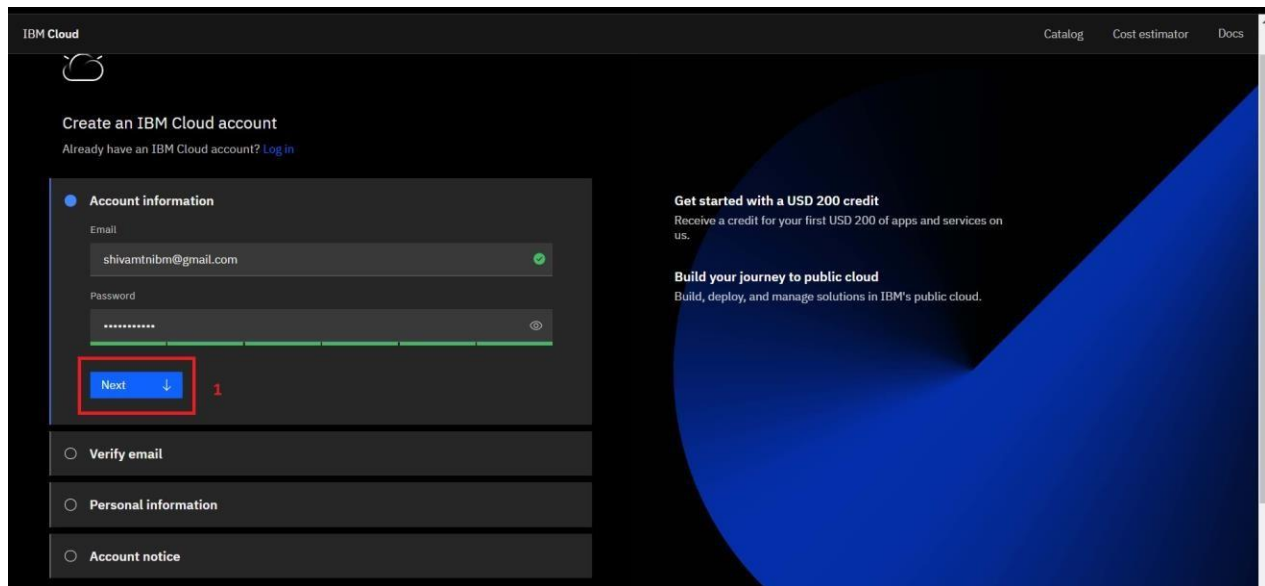 IBM Cloud
Catalog Cost estimator Docs
Create an IBM Cloud account
Already have an IBM Cloud account? Log in
Account information
Email
shivamtnibm@gmail.com
Password
•••••••••••
Next ↓
1
Verify email
Personal information
Account notice
Get started with a USD 200 credit
Receive a credit for your first USD 200 of apps and services on
us.
Build your journey to public cloud
Build, deploy, and manage solutions in IBM's public cloud.